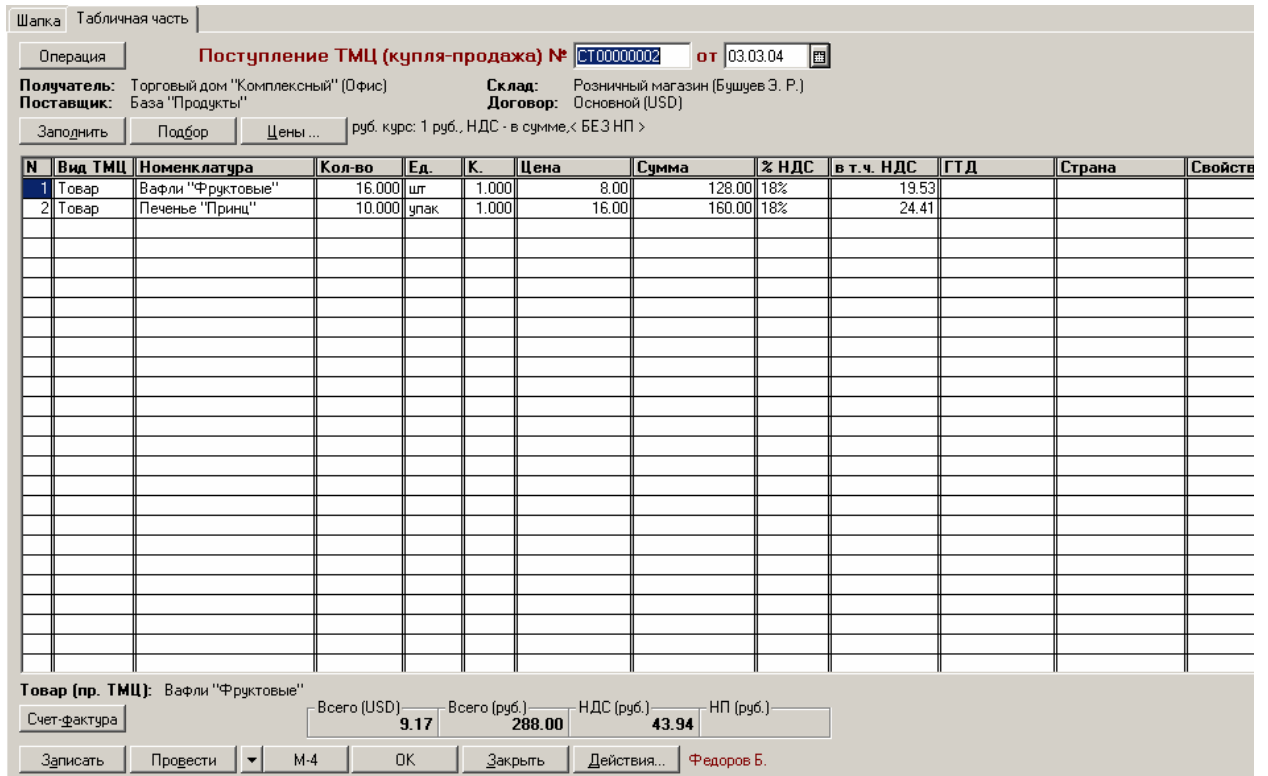 Шапка Табличная часть
Операция Поступление ТМЦ (купля-продажа) № СТ00000002 от 03.03.04
Получатель: Торговый дом "Комплексный" (Офис) Склад: Розничный магазин (Бушуев Э. Р.)
Поставщик: База "Продукты" Договор: Основной (USD)
Заполнить Подбор Цены ... руб. курс: 1 руб., НДС - в сумме,< БЕЗ НП >
N Вид ТМЦ Номенклатура Кол-во Ед. К. Цена Сумма % НДС в т.ч. НДС ГТД Страна Свойств
1 Товар Вафли "Фруктовые" 16.000 шт 1.000 8.00 128.00 18% 19.53
2 Товар Печенье "Принц" 10.000 упак 1.000 16.00 160.00 18% 24.41
Товар (пр. ТМЦ): Вафли "Фруктовые"
Счет-фактура Всего (USD) 9.17 Всего (руб.) 288.00 НДС (руб.) 43.94 НП (руб.)
Записать Провести М-4 OK Закрыть Действия... Федоров Б.